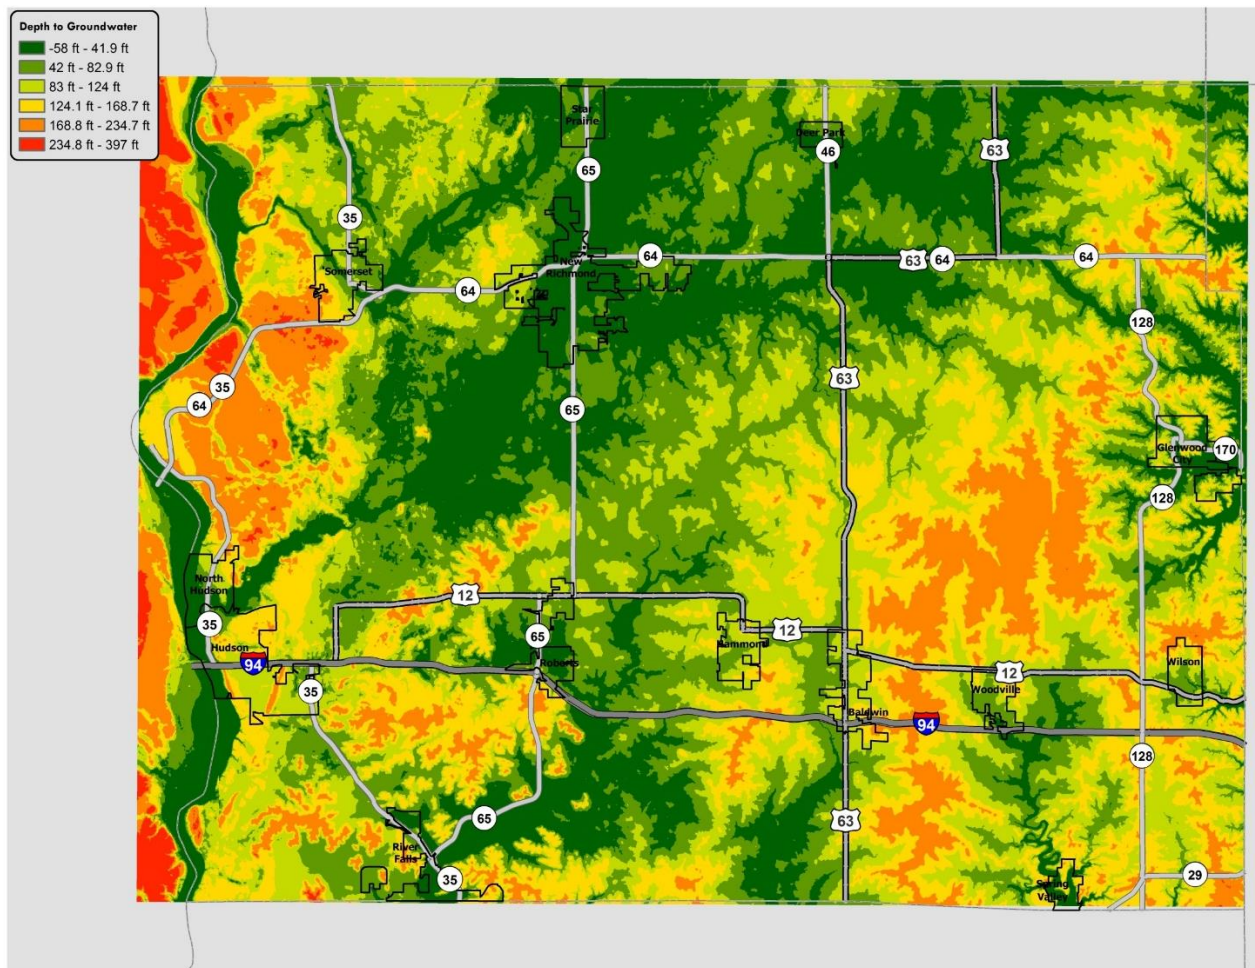 Depth to Groundwater
-58 ft - 41.9 ft
42 ft - 82.9 ft
83 ft - 124 ft
124.1 ft - 168.7 ft
168.8 ft - 234.7 ft
234.8 ft - 397 ft
Star
Prairie
Deer Park
46
63
65
35
Somerset
New
Richmond
64
63
64
64
64
128
63
35
64
65
Glenwood
City
170
128
North
Hudson
12
35
Hudson
94
65
Roberts
Hammond
12
12
Wilson
Woodville
35
Baldwin
94
128
65
63
River
Falls
35
Spring
Valley
29